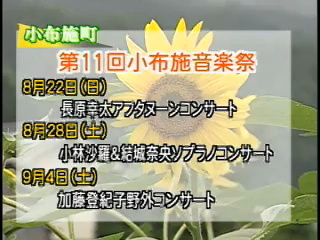 小布施町
第11回小布施音楽祭
8月22日(日)
長原幸太アフタヌーンコンサート
8月28日(土)
小林沙羅&結城奈央ソプラノコンサート
9月4日(土)
加藤登紀子野外コンサート